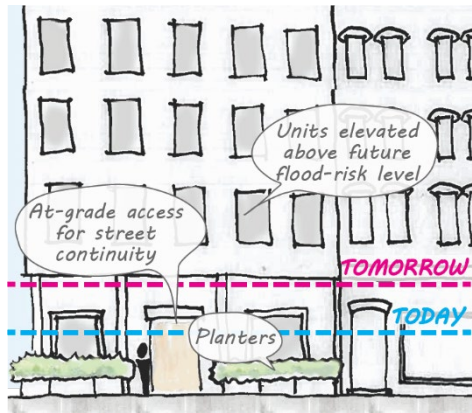 Units elevated
above future
flood-risk level
At-grade access
for street
continuity
TOMORROW
TODAY
Planters